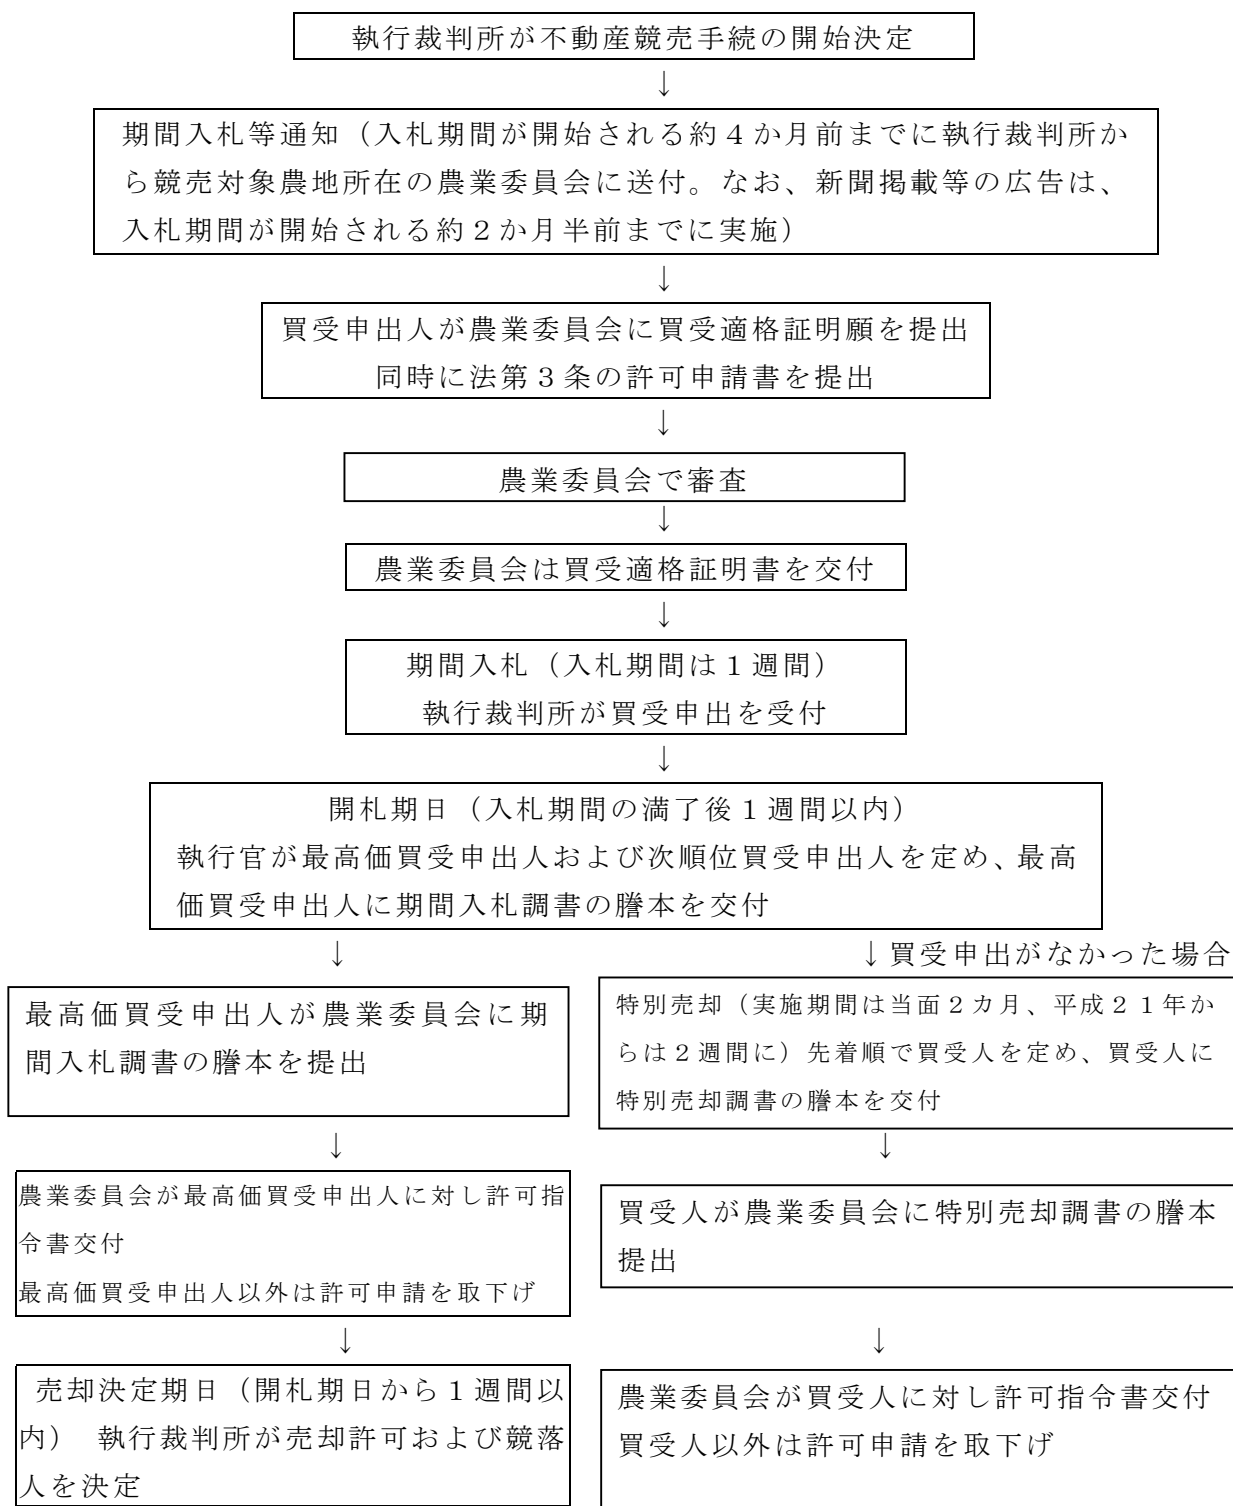 執行裁判所が不動産競売手続の開始決定
↓
期間入札等通知（入札期間が開始される約４か月前までに執行裁判所か
ら競売対象農地所在の農業委員会に送付。なお、新聞掲載等の広告は、
入札期間が開始される約２か月半前までに実施）
↓
買受申出人が農業委員会に買受適格証明願を提出
同時に法第３条の許可申請書を提出
↓
農業委員会で審査
↓
農業委員会は買受適格証明書を交付
↓
期間入札（入札期間は１週間）
執行裁判所が買受申出を受付
↓
開札期日（入札期間の満了後１週間以内）
執行官が最高価買受申出人および次順位買受申出人を定め、最高
価買受申出人に期間入札調書の謄本を交付
↓
最高価買受申出人が農業委員会に期
間入札調書の謄本を提出
↓
農業委員会が最高価買受申出人に対し許可指
令書交付
最高価買受申出人以外は許可申請を取下げ
↓
売却決定期日（開札期日から１週間以
内）　執行裁判所が売却許可および競落
人を決定
↓買受申出がなかった場合
特別売却（実施期間は当面２カ月、平成２１年か
らは２週間に）先着順で買受人を定め、買受人に
特別売却調書の謄本を交付
↓
買受人が農業委員会に特別売却調書の謄本
提出
↓
農業委員会が買受人に対し許可指令書交付
買受人以外は許可申請を取下げ